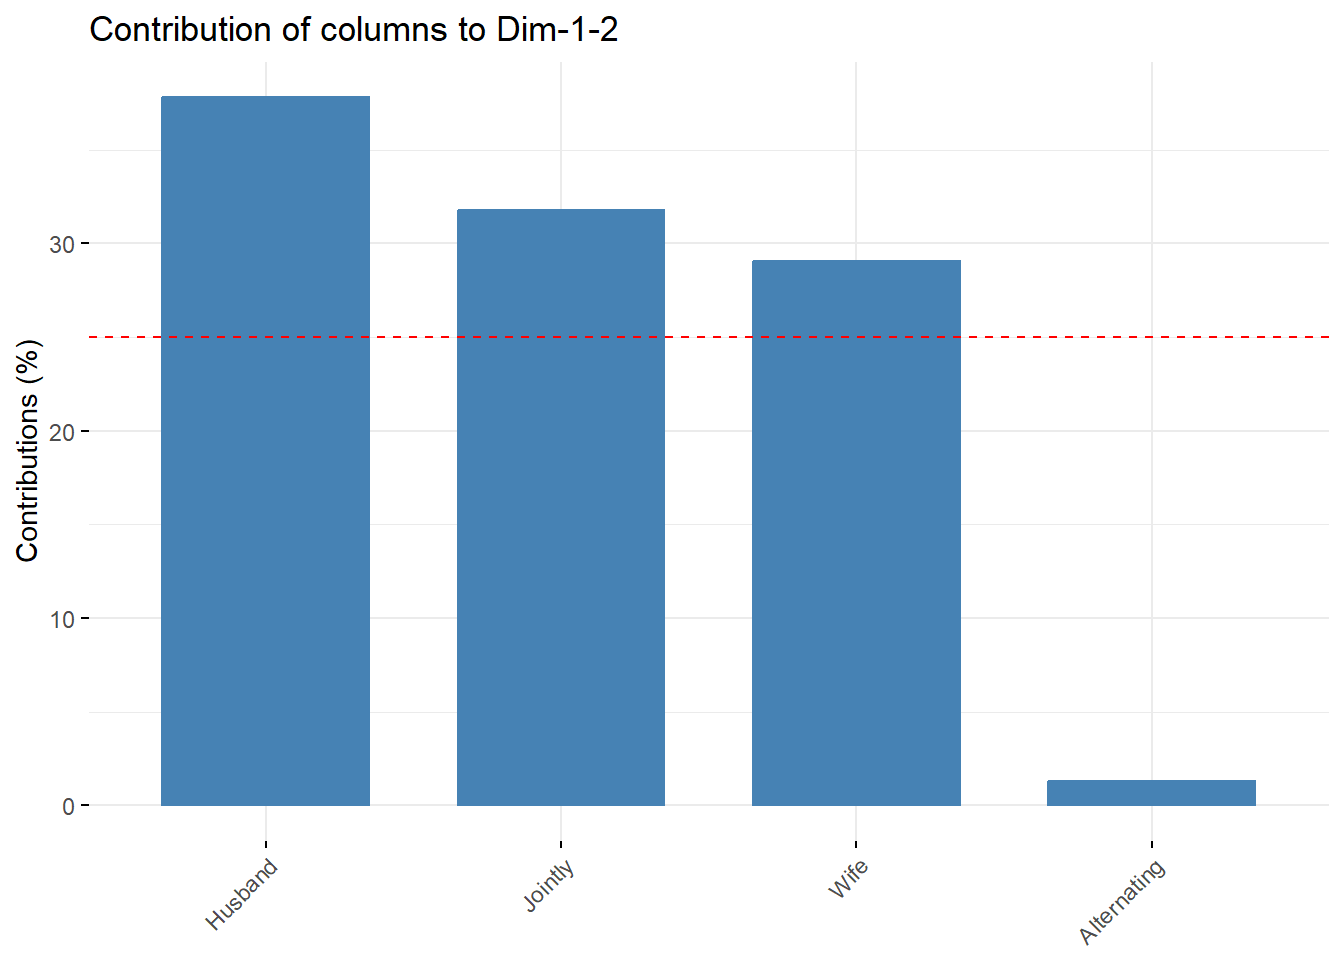 Contribution of columns to Dim-1-2
Contributions (%)
30
20
10
0
Husband
Jointly
Wife
Alternating